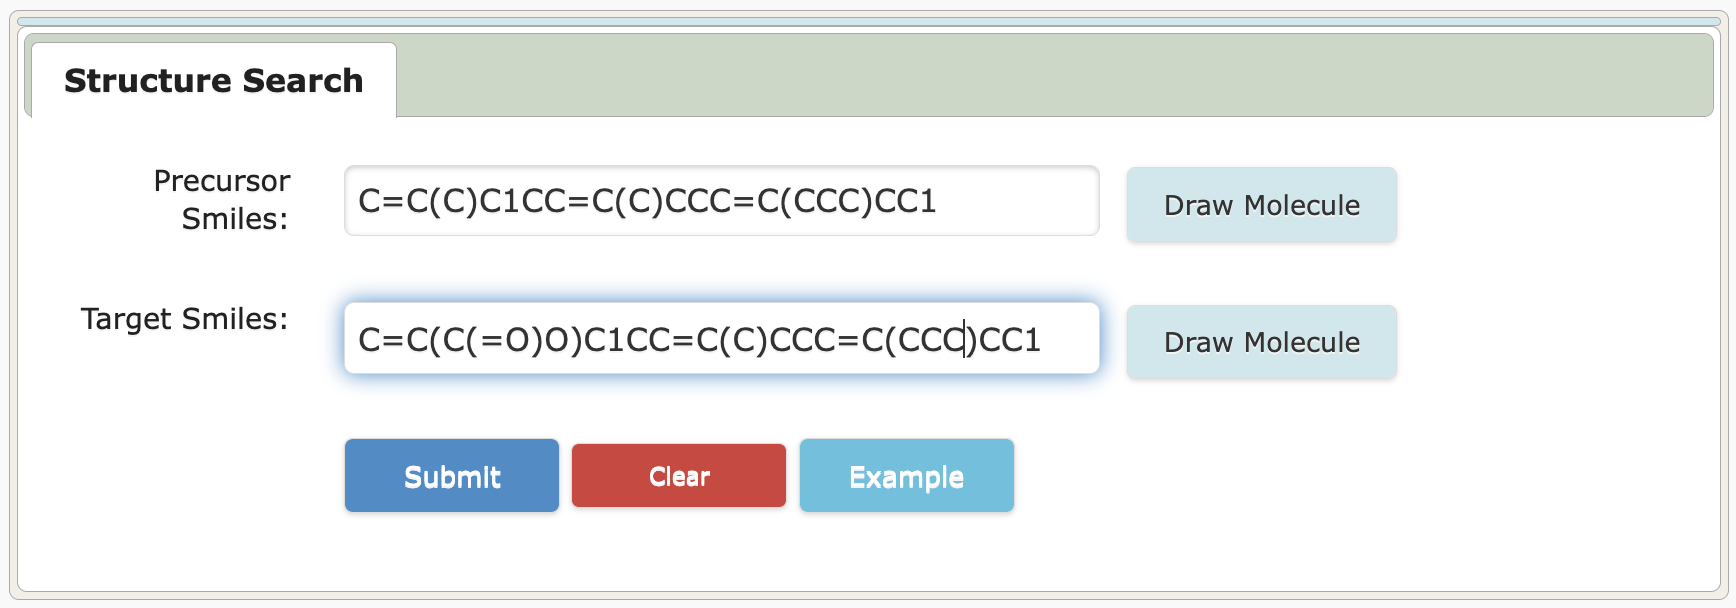 Structure Search
Precursor
Smiles:
C=C(C)C1CC=C(C)CCC=C(CCC)CC1
Draw Molecule
Target Smiles:
C=C(C(=O)O)C1CC=C(C)CCC=C(CCC)CC1
Draw Molecule
Submit
Clear
Example